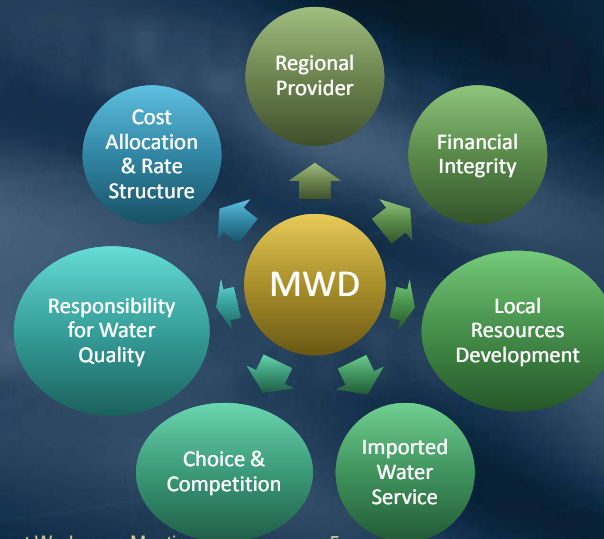 Regional
Provider
Financial
Integrity
Local
Resources
Development
Imported
Water
Service
Choice &
Competition
Responsibility
for Water
Quality
Cost
Allocation
& Rate
Structure
MWD